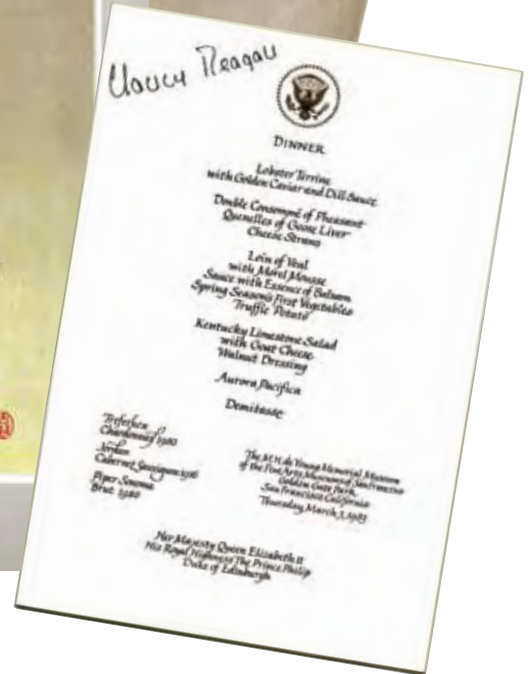 Nancy Reagan
DINNER
Lobster Terrine
with Golden Caviar and Dill Sauce
Double Consommé of Pheasant
Quenelles of Goose Liver
Cheese Straws
Loin of Veal
with Morel Mousse
Sauce with Essence of Balsam
Spring Season's First Vegetables
Truffle Potato
Kentucky Limestone Salad
with Goat Cheese
Walnut Dressing
Aurora Pacifica
Demitasse
Trefethen
Chardonnay 1980
Jordan
Cabernet Sauvignon
Piper Sonoma
Brut 1980
The M.H. de Young Memorial Museum
of the Fine Arts Museums of San Francisco
Golden Gate Park
San Francisco California
Thursday, March 3, 1983
Her Majesty Queen Elizabeth II
His Royal Highness The Prince Philip
Duke of Edinburgh